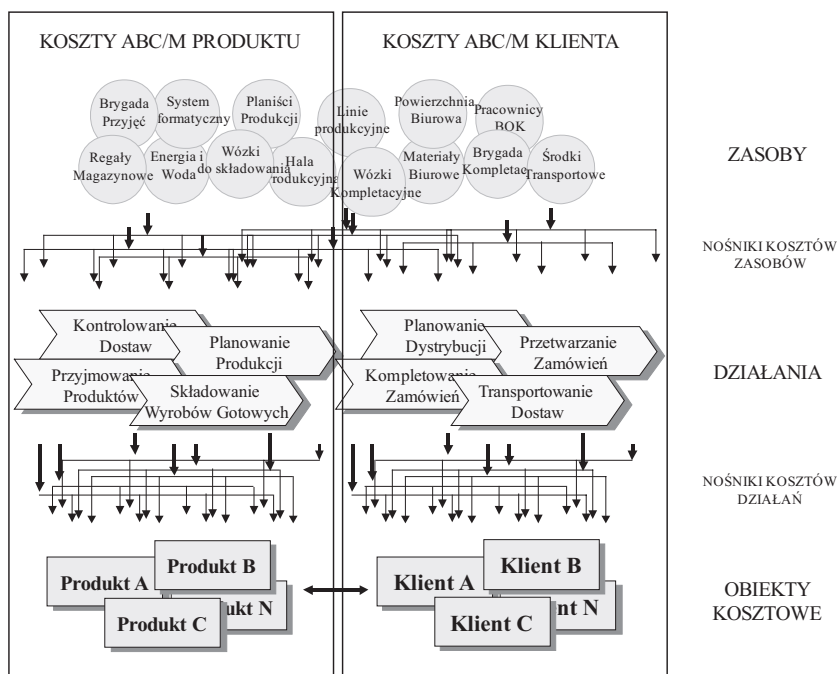 KOSZTY ABC/M PRODUKTU
KOSZTY ABC/M KLIENTA
Brygada
Przyjęć
System
formatyczny
Planiści
Produkcji
Linie
produkcyjne
Powierzchnia
Biurowa
Pracownicy
BOK
Regały
Magazynowe
Energia i
Woda
Wózki
do składowania
Hala
rodukcyjna
Wózki
Kompletacyjne
Materiały
Biurowe
Brygada
Kompletac
Środki
Transportowe
ZASOBY
NOŚNIKI KOSZTÓW
ZASOBÓW
Kontrolowania
Dostaw
Planowanie
Produkcji
Przyjmowanie
Produktów
Składowanie
Wyrobów Gotowych
Planowanie
Dystrybucji
Przetwarzanie
Zamówień
Kompletowanie
Zamówień
Transportowanie
Dostaw
DZIAŁANIA
NOŚNIKI KOSZTÓW
DZIAŁAŃ
Produkt A
Produkt B
Produkt C
ukt N
Klient A
Klient B
Klient C
ent N
OBIEKTY
KOSZTOWE